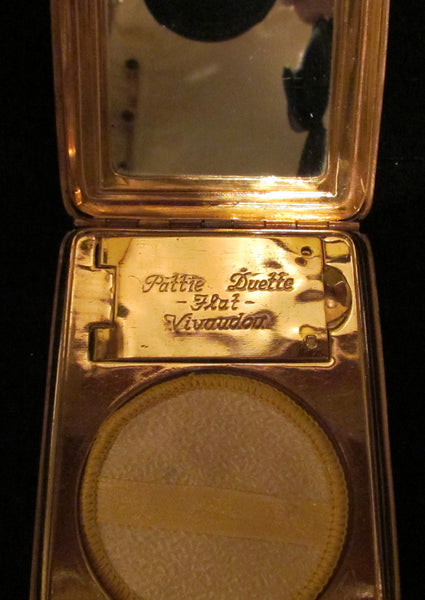 Pattie Duette
- Flat -
Vivaudou